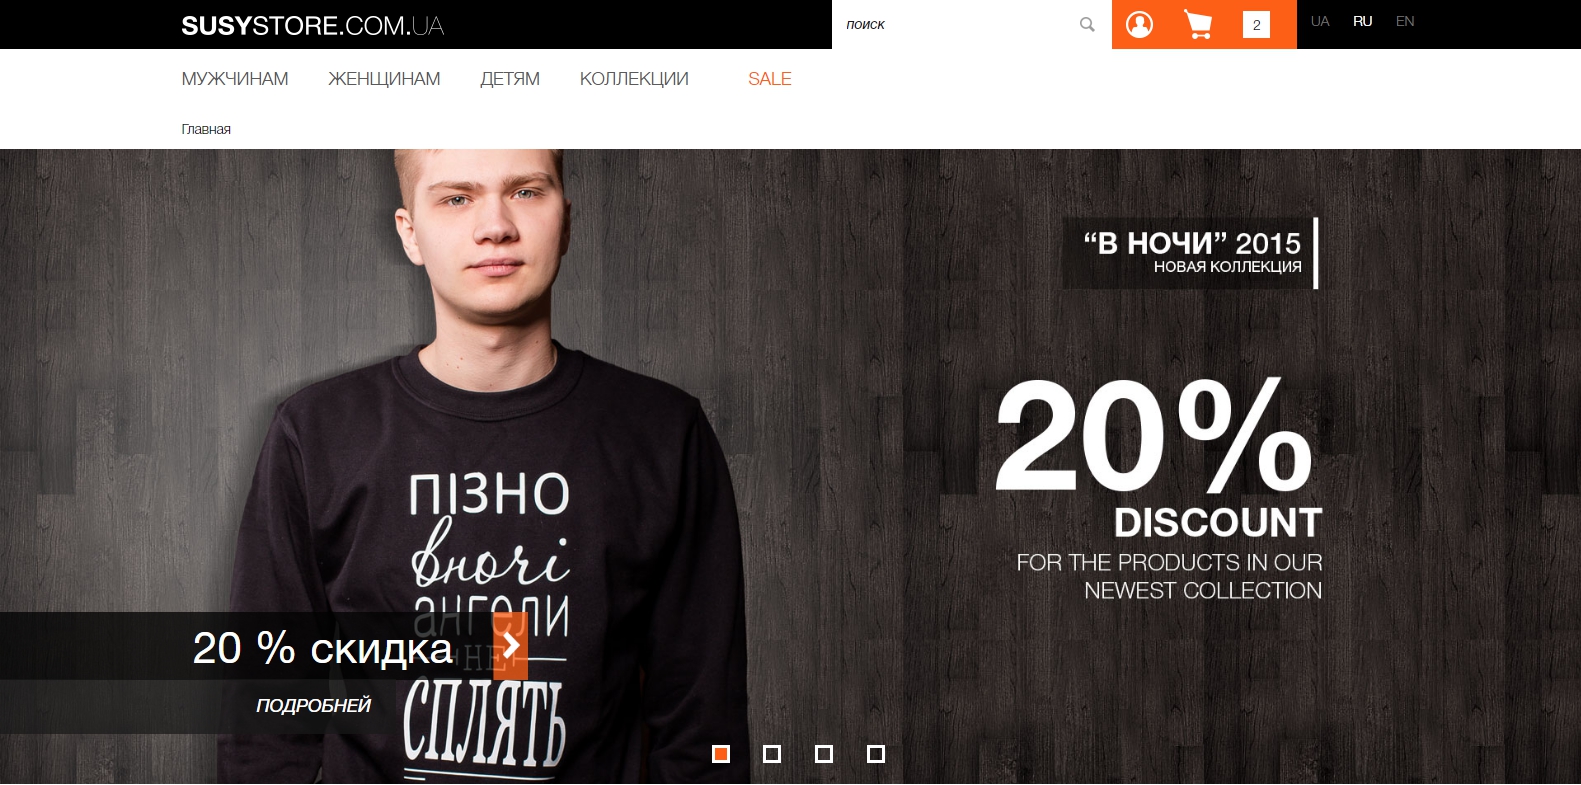 SUSYSTORE.COM.UA
поиск
2
UA RU EN
МУЖЧИНАМ ЖЕНЩИНАМ ДЕТЯМ КОЛЛЕКЦИИ SALE
Главная
“В НОЧИ” 2015
НОВАЯ КОЛЛЕКЦИЯ
20%
DISCOUNT
FOR THE PRODUCTS IN OUR
NEWEST COLLECTION
ПІЗНО
вночі
ангели
НЕ
СПЛЯТЬ
20 % скидка
ПОДРОБНЕЙ